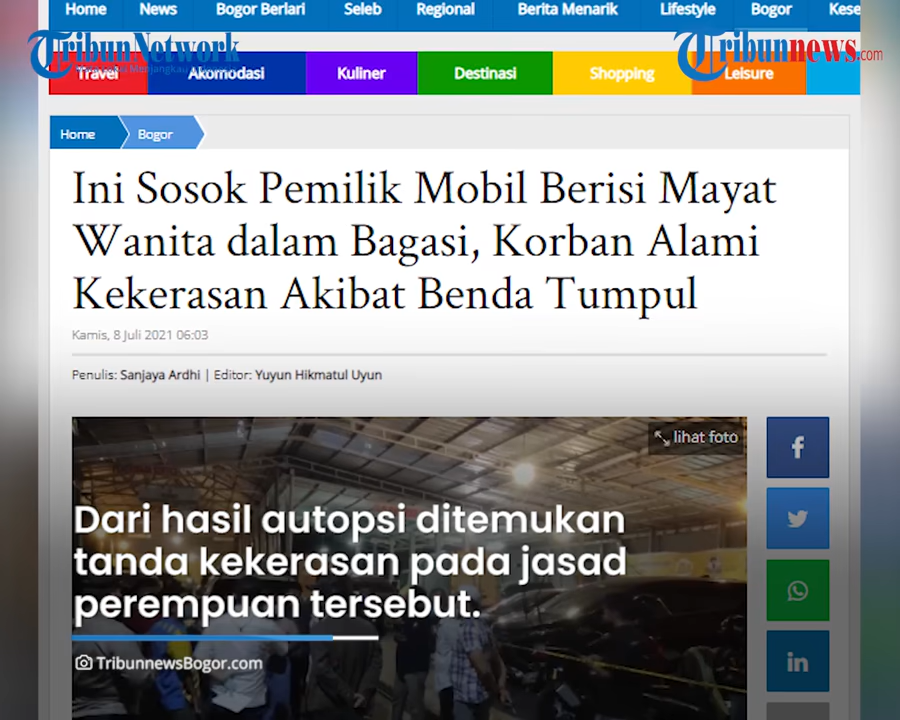 Home News Bogor Berlari Seleb Regional Berita Menarik Lifestyle Bogor Kese
TribunNetwork
Tribunnews.com
Travel Akomodasi Kuliner Destinasi Shopping Leisure
Home Bogor
Ini Sosok Pemilik Mobil Berisi Mayat
Wanita dalam Bagasi, Korban Alami
Kekerasan Akibat Benda Tumpul
Kamis, 8 Juli 2021 06:03
Penulis: Sanjaya Ardhi | Editor: Yuyun Hikmatul Uyun
lihat foto
Dari hasil autopsi ditemukan
tanda kekerasan pada jasad
perempuan tersebut.
TribunnewsBogor.com